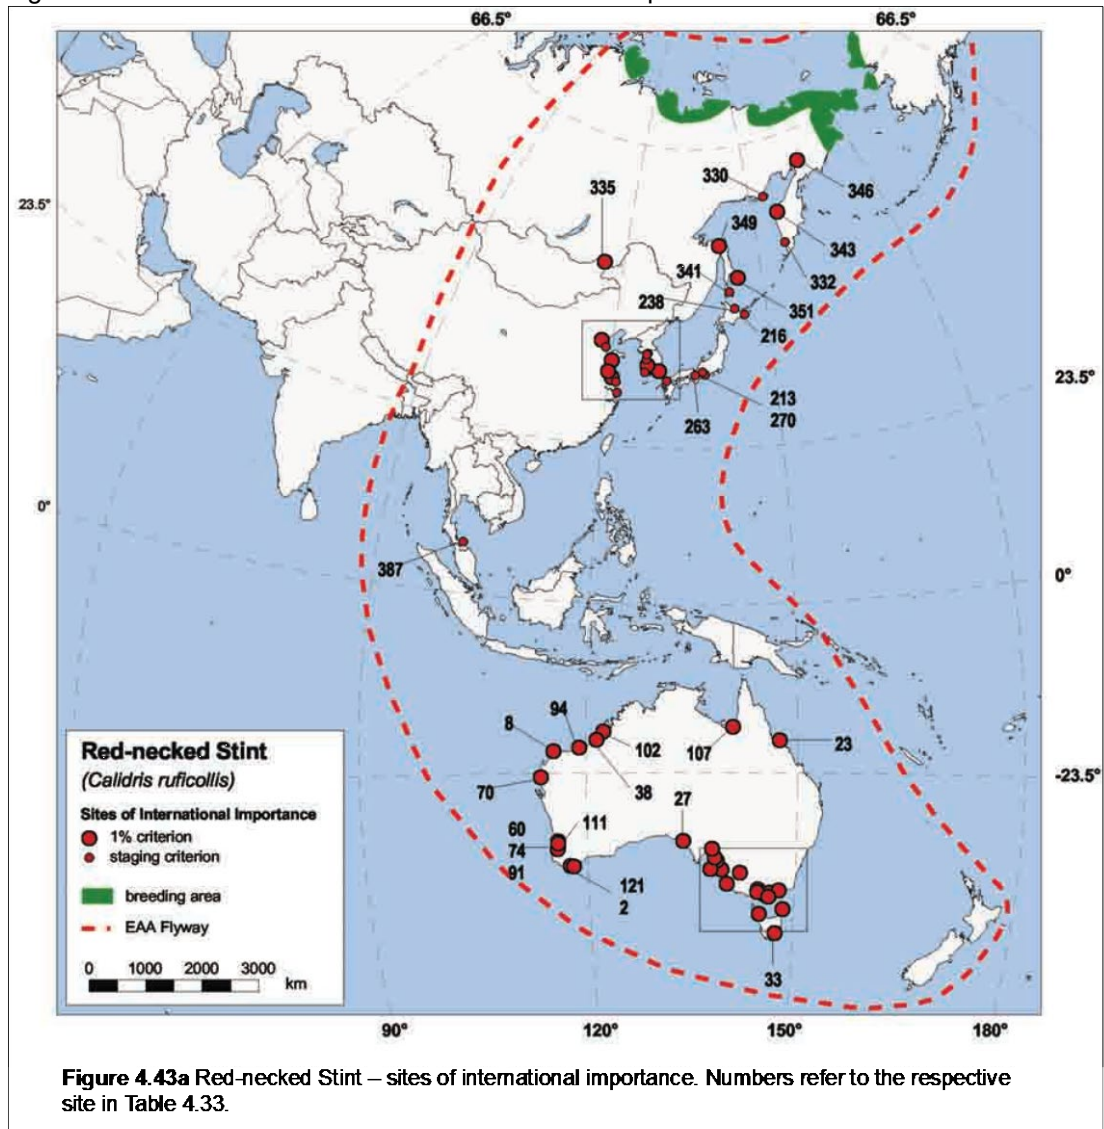 66.5° 66.5°
335
330
346
23.5°
349
343
341
332
238
351
216
213
23.5°
263 270
0°
387
0°
94
8
102
107
23
-23.5°
70
38
27
60
111
74
91
121
2
33
Red-necked Stint
(Calidris ruficollis)
Sites of International Importance
1% criterion
staging criterion
breeding area
EAA Flyway
0 1000 2000 3000
km
90° 120° 150° 180°
Figure 4.43a Red-necked Stint – sites of international importance. Numbers refer to the respective
site in Table 4.33.